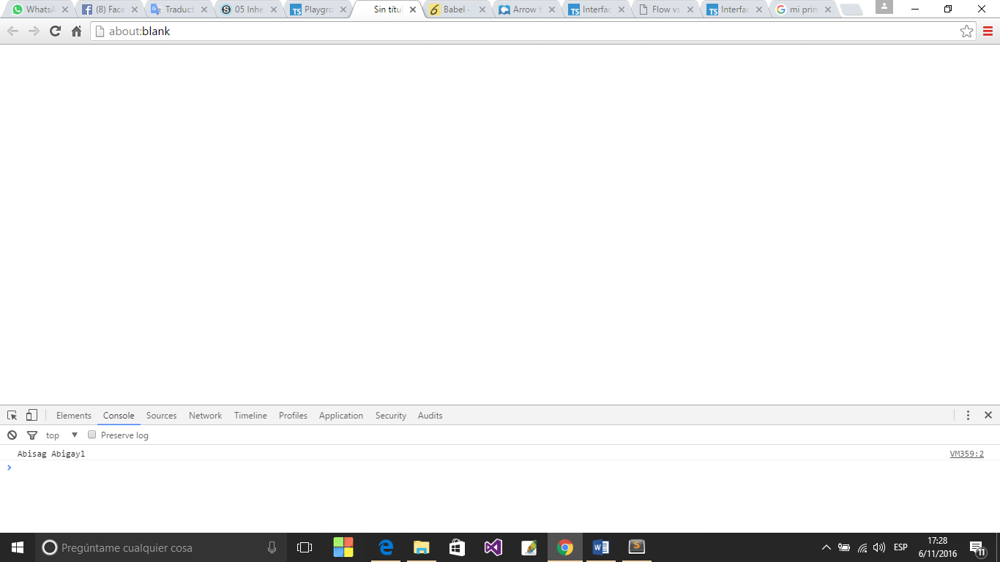 WhatsA (8) Face Traduct 05 Inhe Playgro Sin títul Babel · Arrow f Interfac Flow vs Interfac mi prim
about:blank
Elements Console Sources Network Timeline Profiles Application Security Audits
top Preserve log
Abisag Abigayl VM359:2
Pregúntame cualquier cosa ESP 17:28
6/11/2016 11